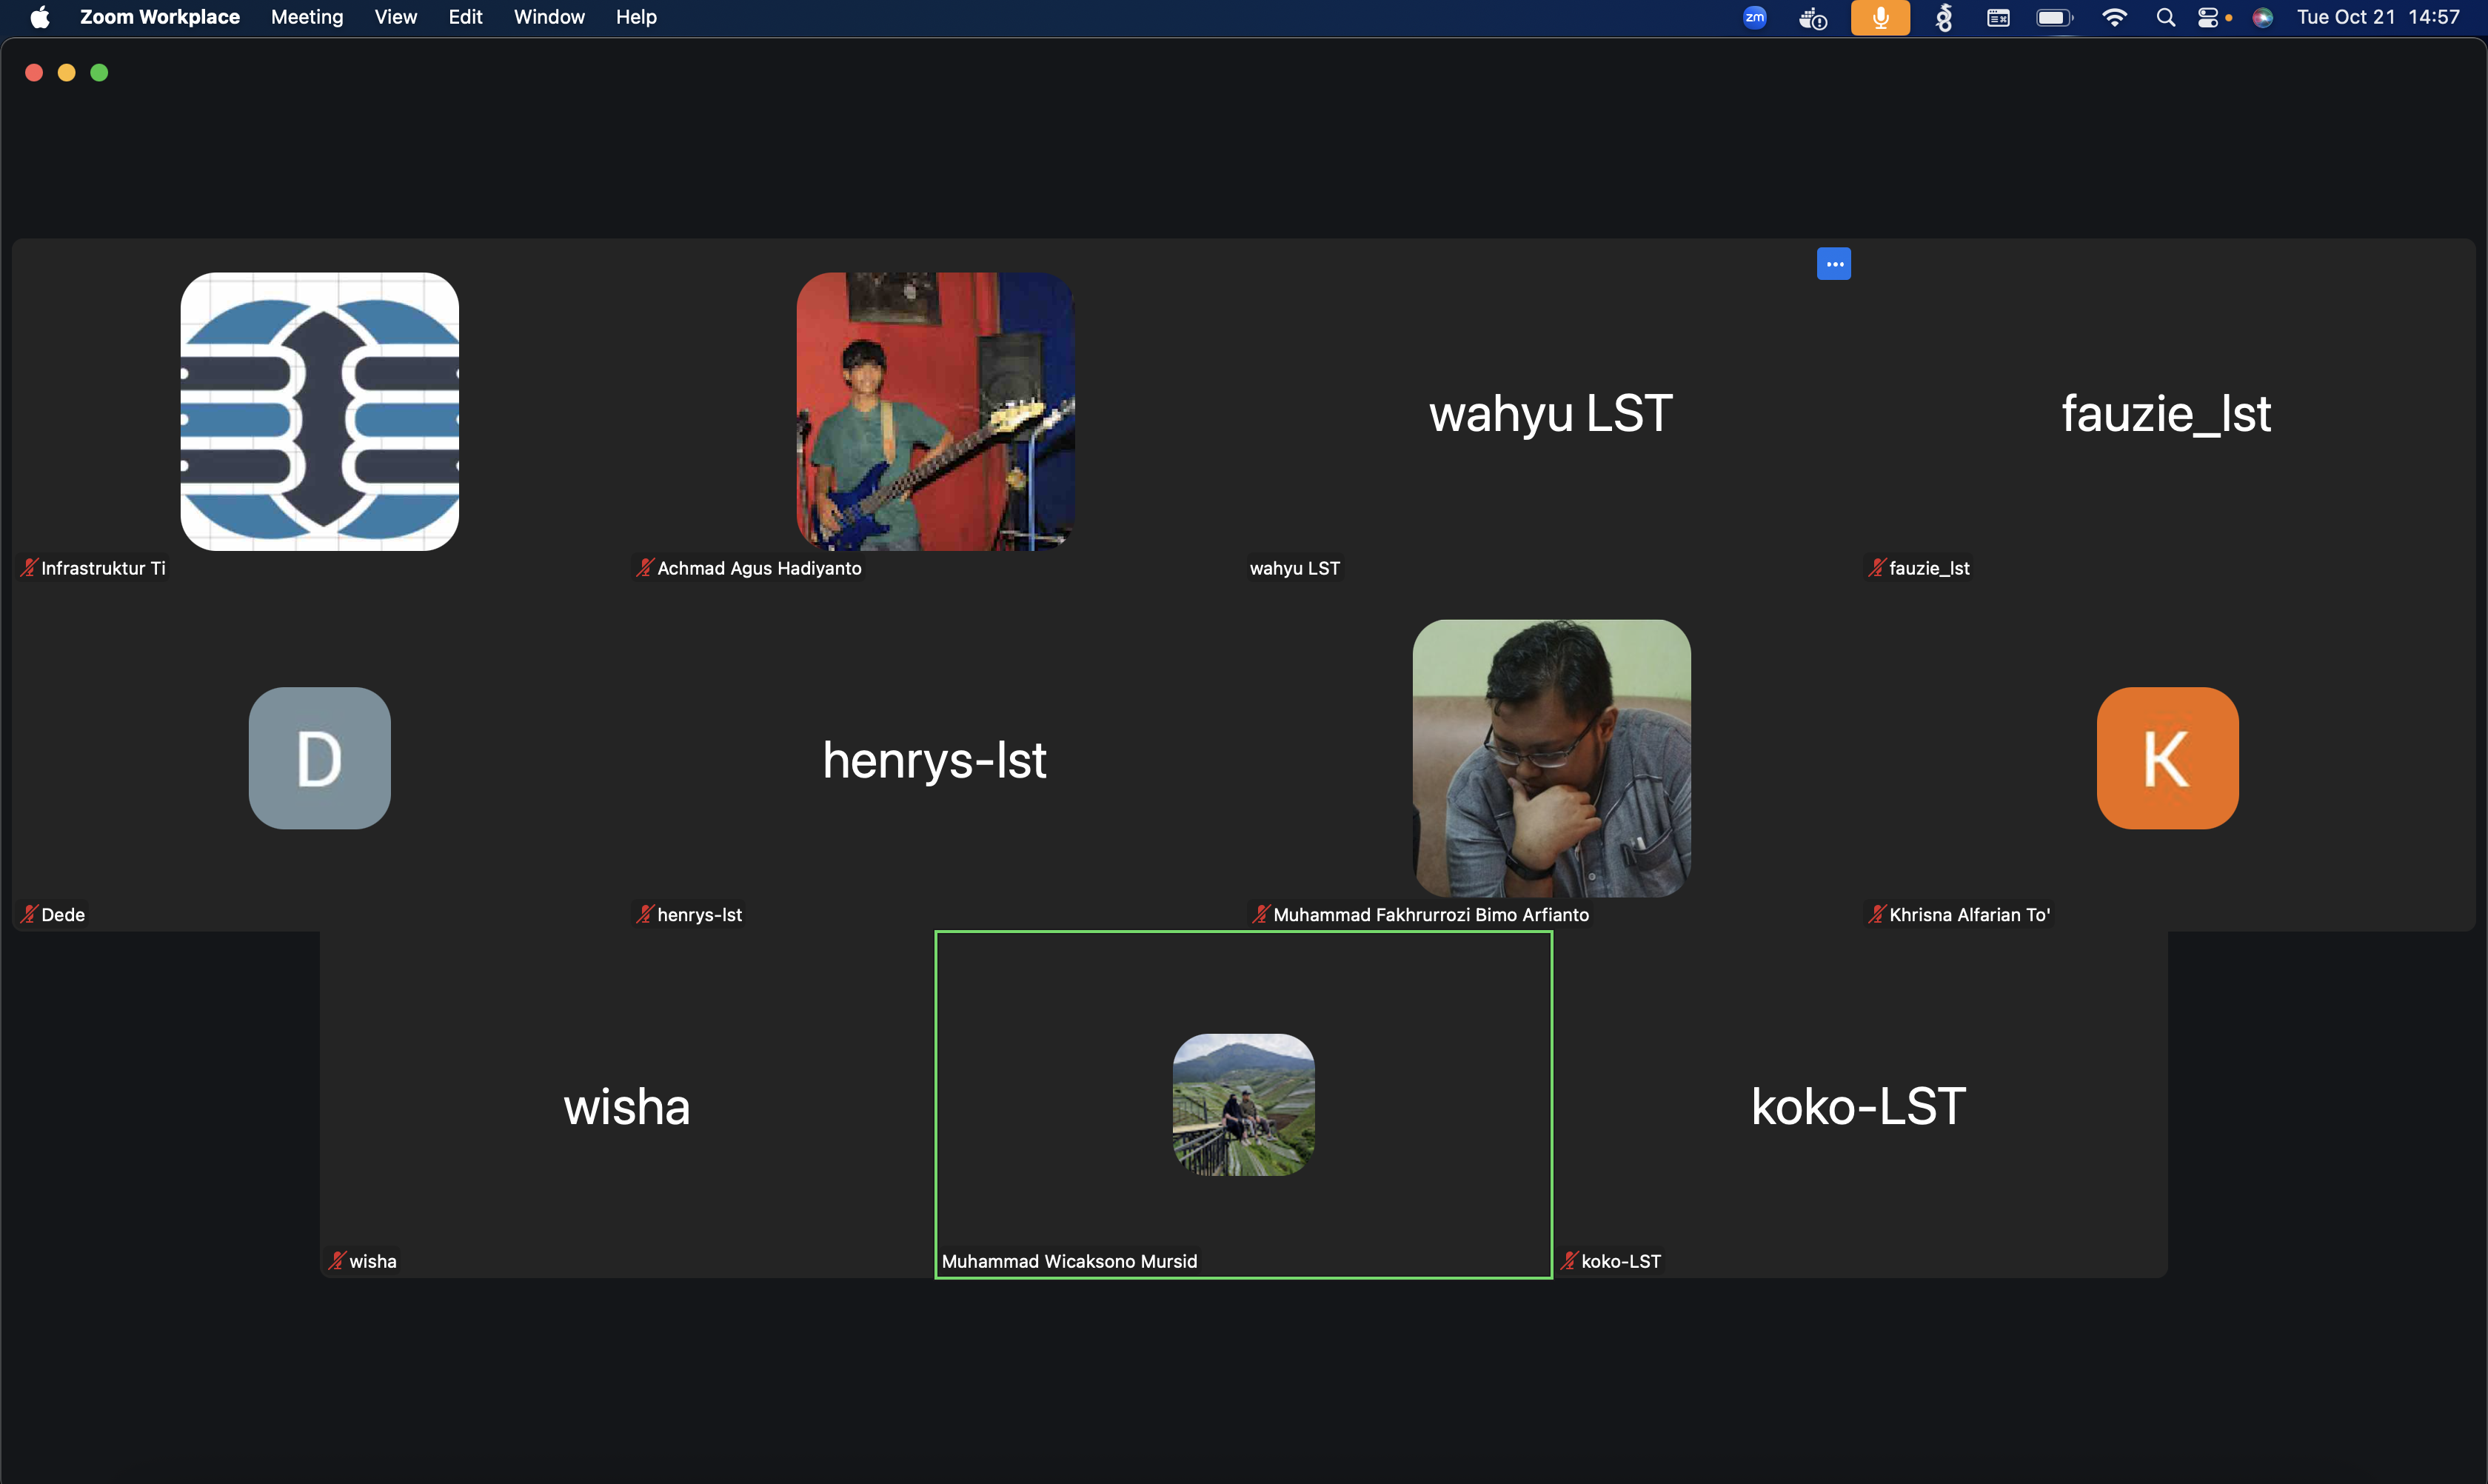 Zoom Workplace Meeting View Edit Window Help zm Tue Oct 21 14:57
wahyu LST
fauzie_lst
Infrastruktur Ti
Achmad Agus Hadiyanto
wahyu LST
fauzie_lst
D
henrys-lst
K
Dede
henrys-lst
Muhammad Fakhrurrozi Bimo Arfianto
Khrisna Alfarian To'
wisha
koko-LST
wisha
Muhammad Wicaksono Mursid
koko-LST